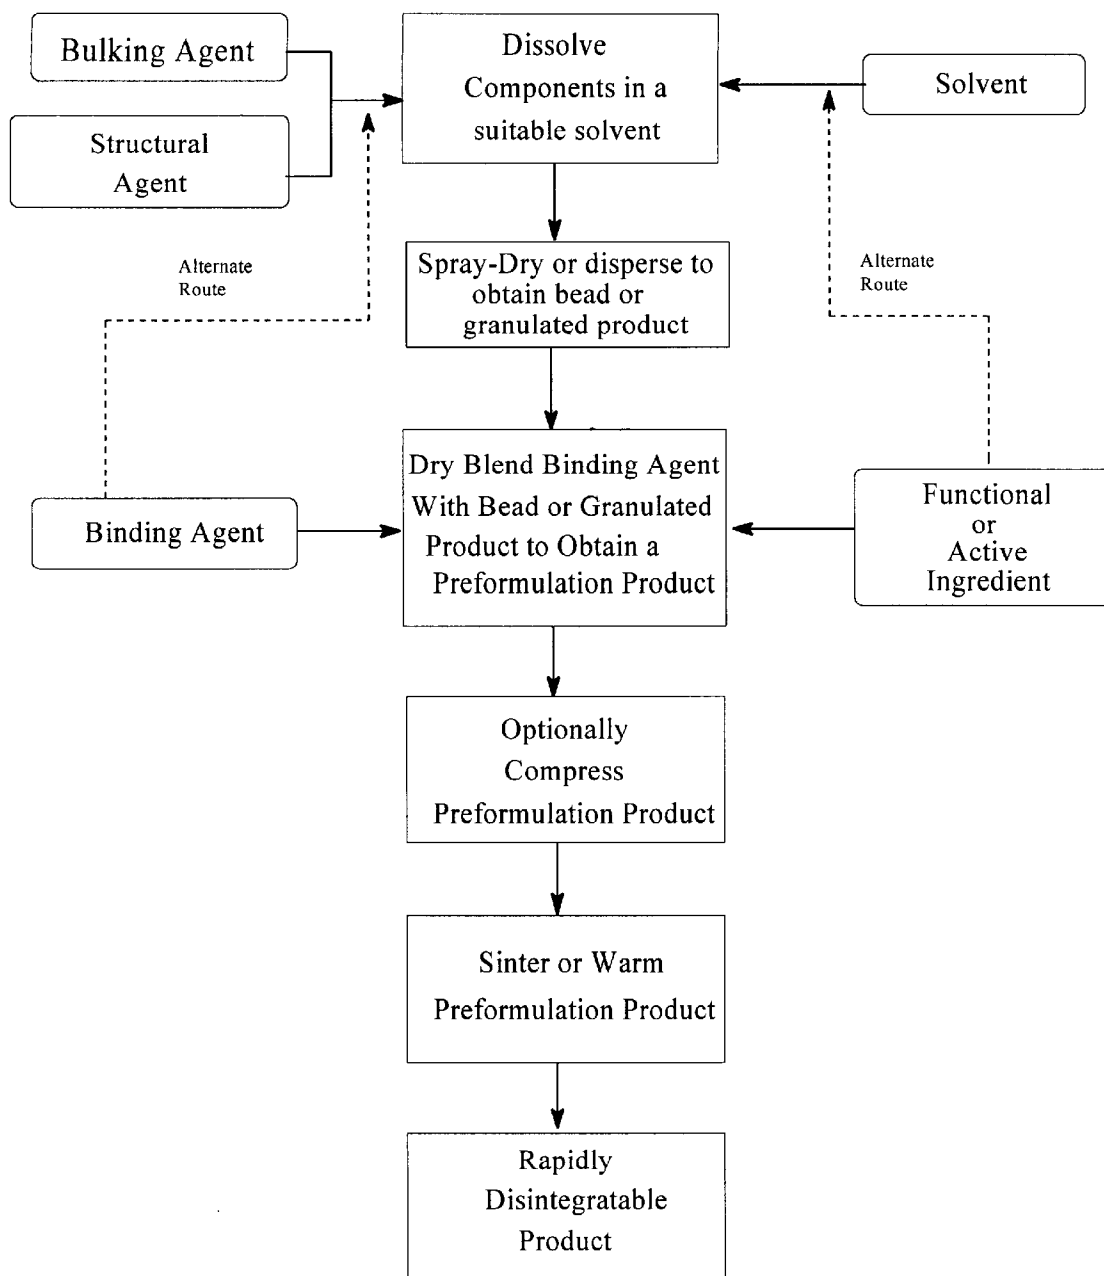 Bulking Agent
Structural
Agent
Dissolve
Components in a
suitable solvent
Solvent
Alternate
Route
Alternate
Route
Spray-Dry or disperse to
obtain bead or
granulated product
Binding Agent
Dry Blend Binding Agent
With Bead or Granulated
Product to Obtain a
Preformulation Product
Functional
or
Active
Ingredient
Optionally
Compress
Preformulation Product
Sinter or Warm
Preformulation Product
Rapidly
Disintegratable
Product